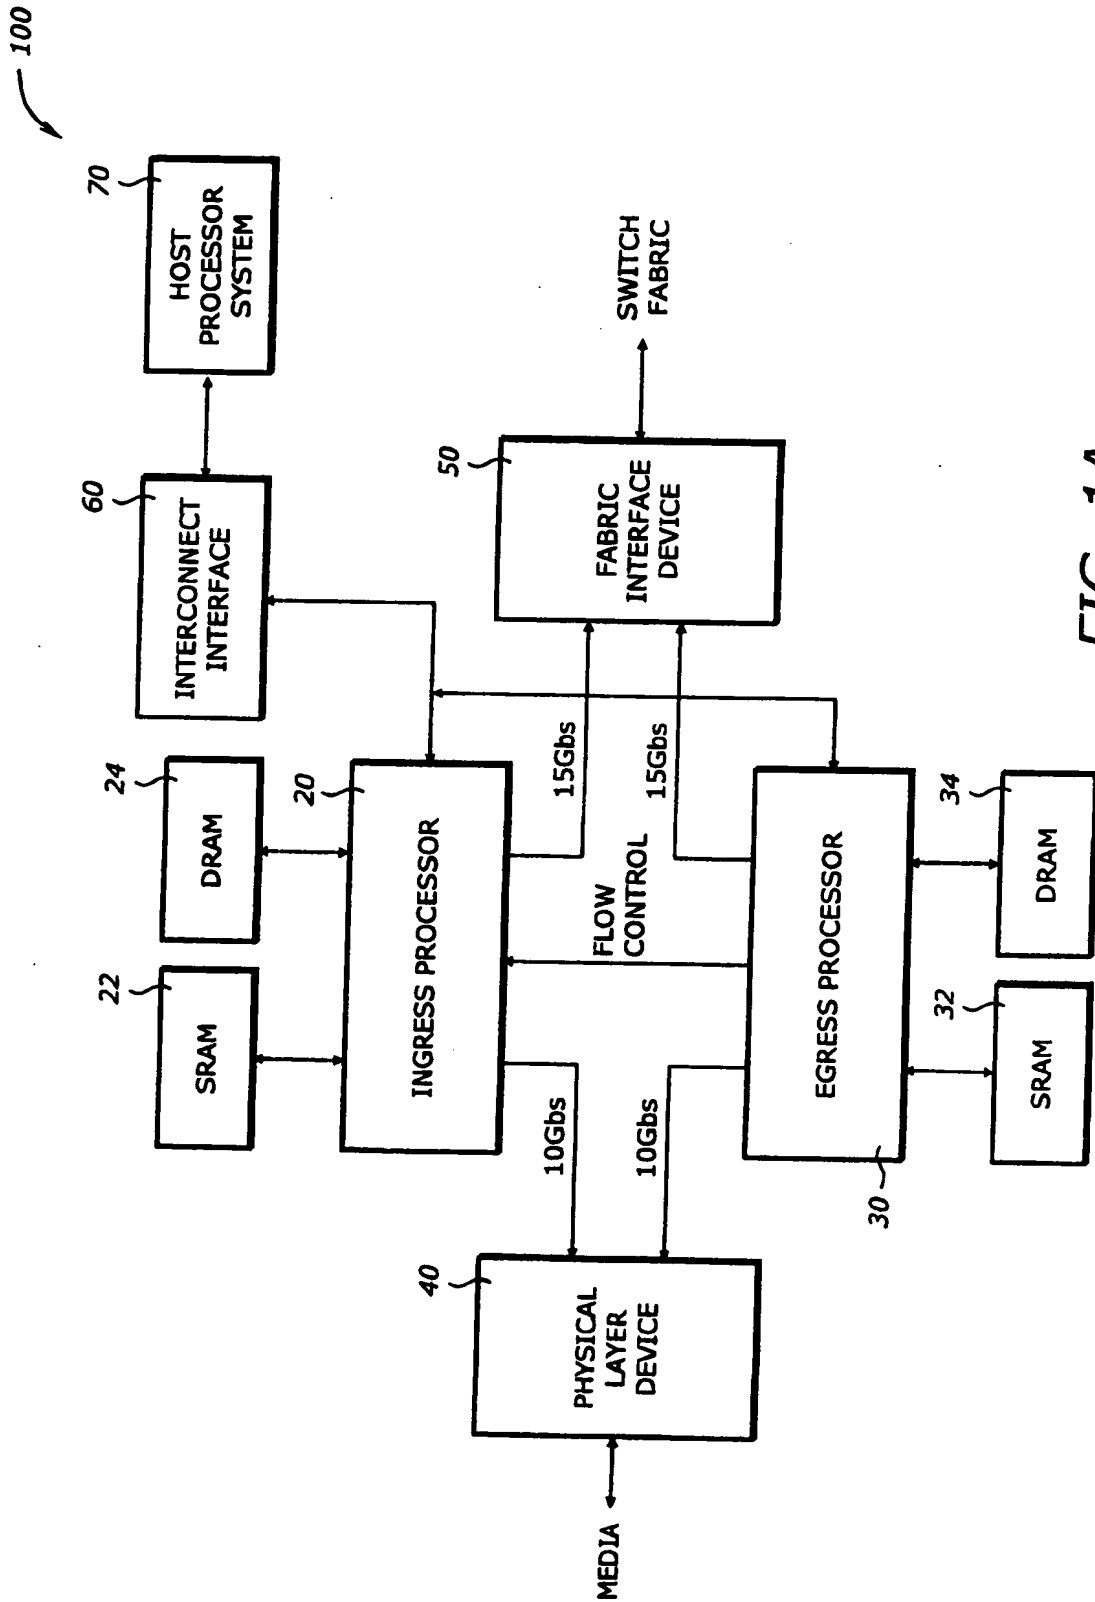 100
70
HOST
PROCESSOR
SYSTEM
60
INTERCONNECT
INTERFACE
24
DRAM
22
SRAM
20
INGRESS PROCESSOR
50
FABRIC
INTERFACE
DEVICE
SWITCH
FABRIC
15Gbs
15Gbs
FLOW
CONTROL
10Gbs
10Gbs
40
PHYSICAL
LAYER
DEVICE
MEDIA
EGRESS PROCESSOR
30
34
DRAM
32
SRAM
FIG. 1A